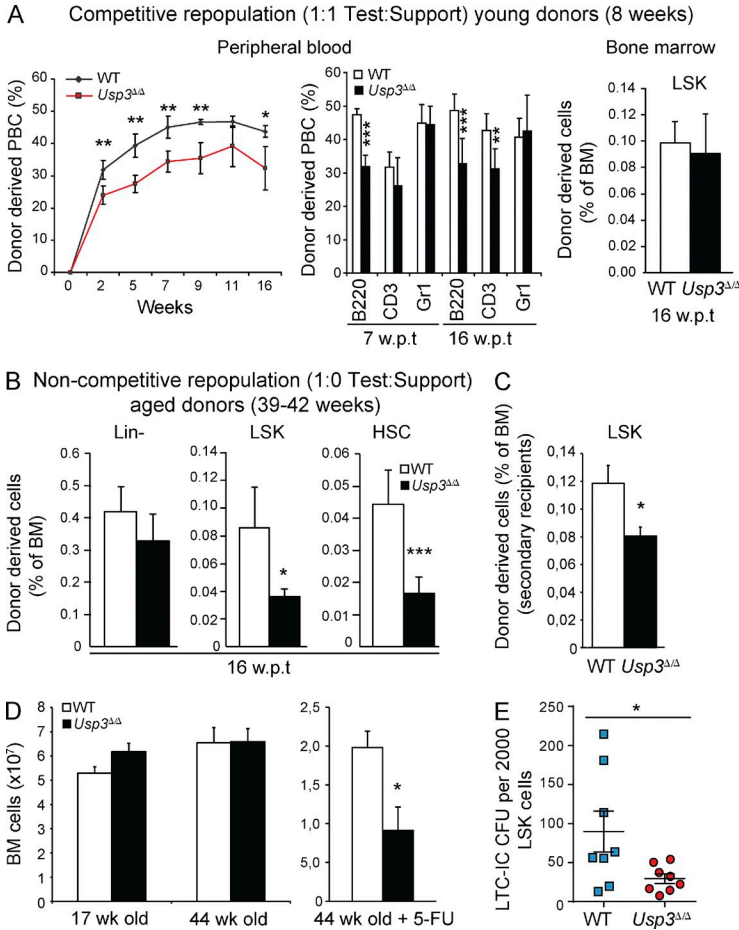 A
Competitive repopulation (1:1 Test:Support) young donors (8 weeks)
Peripheral blood
Bone marrow
Donor derived PBC (%)
60
50
40
30
20
10
0
WT
Usp3Δ/Δ
**
**
**
**
*
0 2 5 7 9 11 16
Weeks
Donor derived PBC (%)
60
50
40
30
20
10
0
WT
Usp3Δ/Δ
***
***
**
B220 CD3 Gr1 B220 CD3 Gr1
7 w.p.t 16 w.p.t
LSK
Donor derived cells
(% of BM)
0.14
0.12
0.10
0.08
0.06
0.04
0.02
0.00
WT Usp3Δ/Δ
16 w.p.t
B
Non-competitive repopulation (1:0 Test:Support)
aged donors (39-42 weeks)
Donor derived cells
(% of BM)
Lin-
0.6
0.5
0.4
0.3
0.2
0.1
0
LSK
0.14
0.12
0.10
0.08
0.06
0.04
0.02
0.00
*
HSC
0.06
0.05
0.04
0.03
0.02
0.01
0
WT
Usp3Δ/Δ
***
16 w.p.t
C
LSK
Donor derived cells (% of BM)
(secondary recipients)
0,14
0,12
0,12
0,08
0,06
0,04
0,02
0,00
*
WT Usp3Δ/Δ
D
BM cells (x10⁷)
8
7
6
5
4
3
2
1
0
WT
Usp3Δ/Δ
17 wk old 44 wk old
2,5
2,0
1,5
1,0
0,5
0,0
*
44 wk old + 5-FU
E
LTC-IC CFU per 2000
LSK cells
250
200
150
100
50
0
*
WT Usp3Δ/Δ